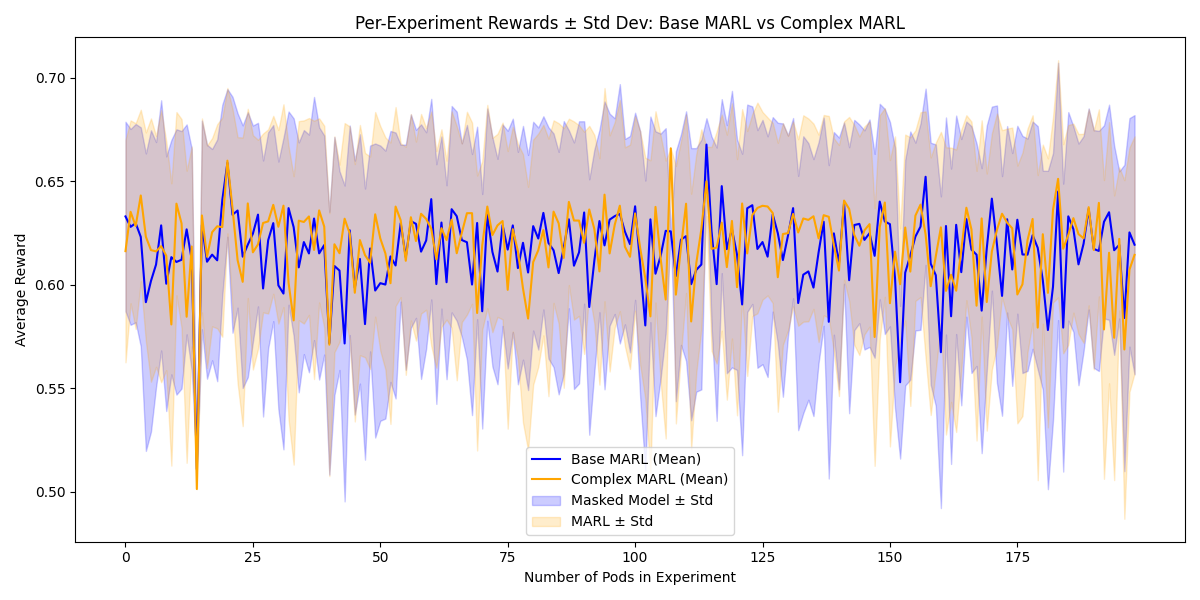 Per-Experiment Rewards ± Std Dev: Base MARL vs Complex MARL
0.70
0.65
0.60
0.55
0.50
Average Reward
Base MARL (Mean)
Complex MARL (Mean)
Masked Model ± Std
MARL ± Std
0
25
50
75
100
125
150
175
Number of Pods in Experiment